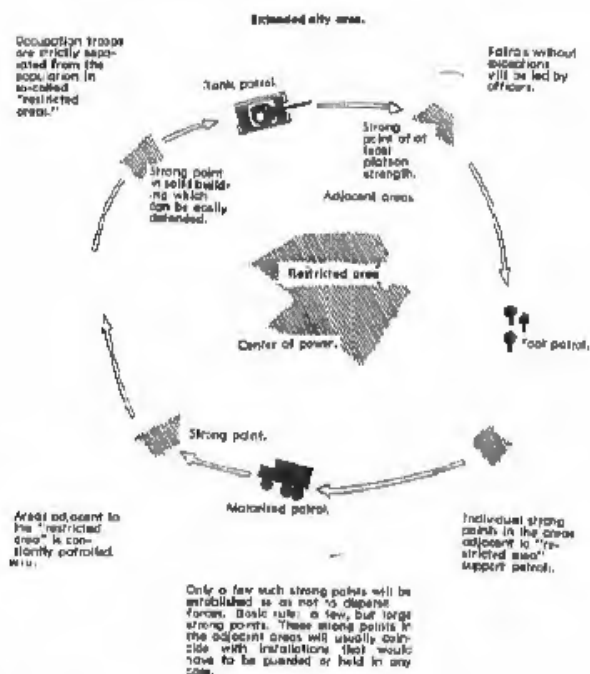 Extended city area.
Occupation troops
are strictly sepa-
rated from the
population in
so-called
"restricted
areas."
Tank patrol.
Patrols without
exceptions
will be led by
officers.
Strong
point of at
least
platoon
strength.
Strong point
in solid build-
ing which
can be easily
defended.
Adjacent areas
Restricted area
Center of power.
Foot patrol.
Strong point.
Motorized patrol.
Areas adjacent to
the "restricted
area" is con-
stantly patrolled
Individual strong
points in the areas
adjacent to "re-
stricted area"
support patrol.
Only a few such strong points will be
established so as not to disperse
forces. Basic rule: a few, but large
strong points. These strong points in
the adjacent areas will usually coin-
cide with installations that would
have to be guarded or held in any
case.